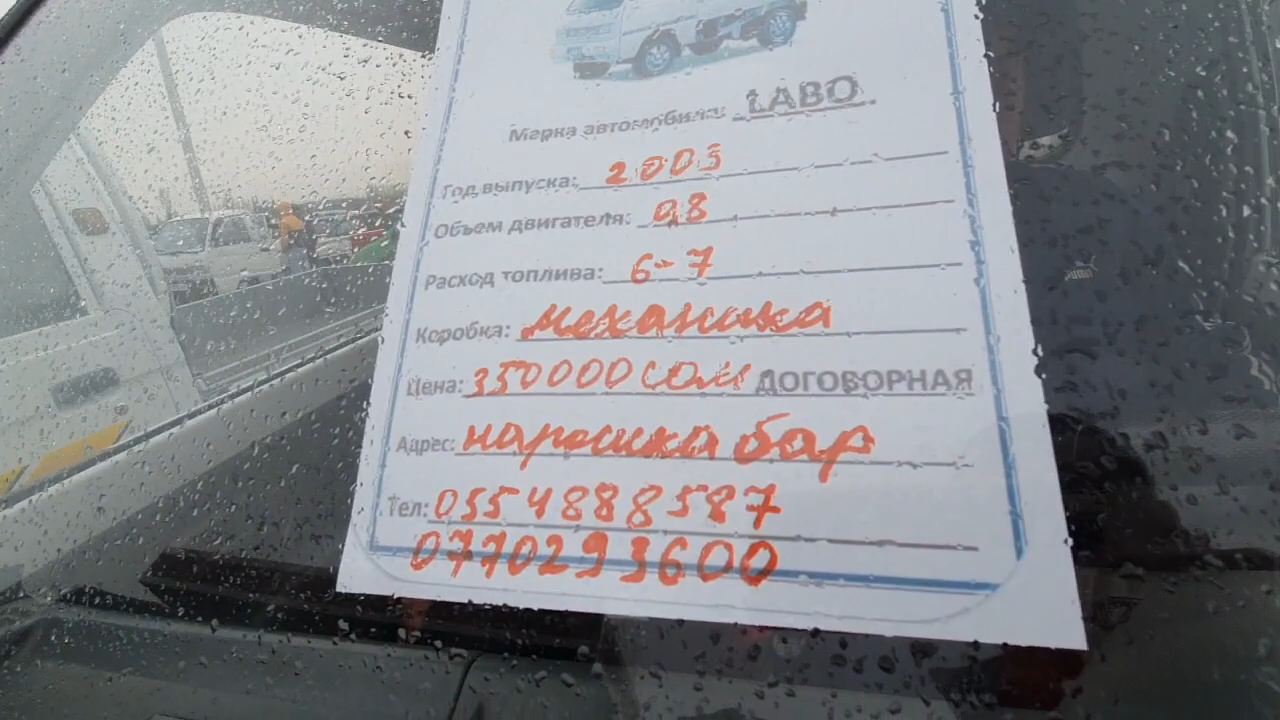 Марка автомобиля: LABO
Год выпуска: 2003
Объем двигателя: 0,8
Расход топлива: 6-7
Коробка: механика
Цена: 350000 сом ДОГОВОРНАЯ
Адрес: нарошка бар
Тел: 0554888587
0770293600